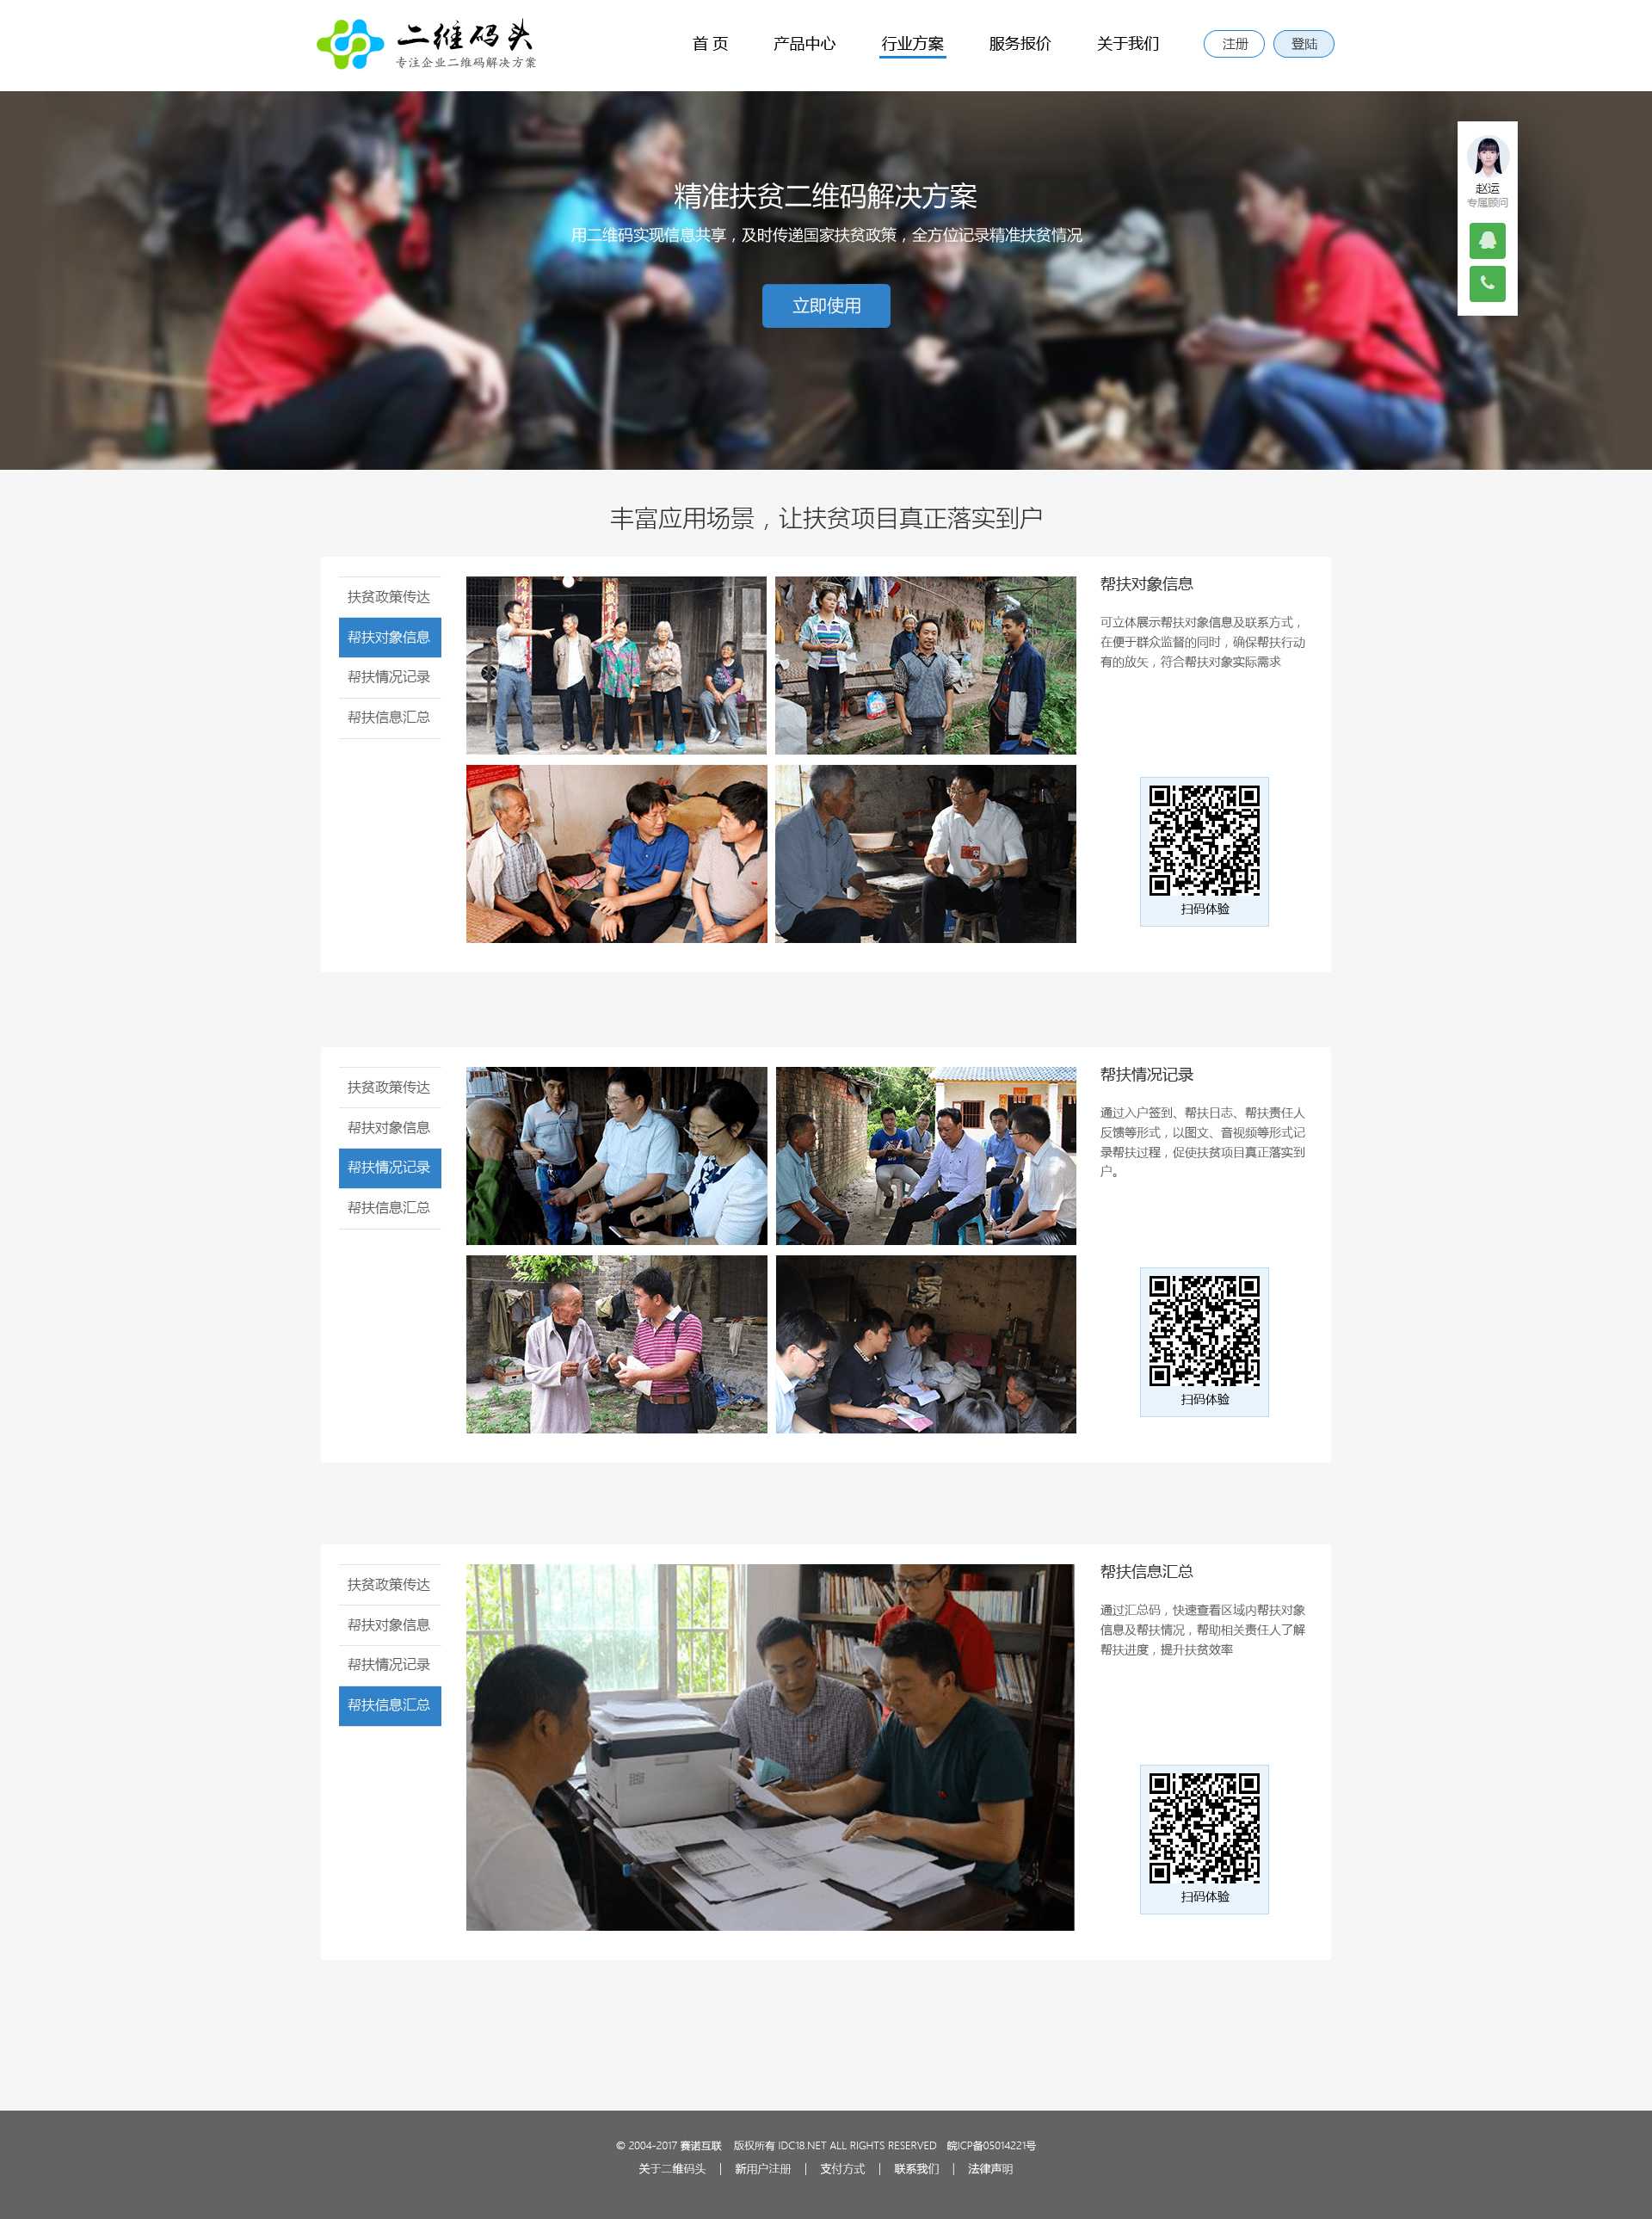 二维码头
专注企业二维码解决方案
首 页 产品中心 行业方案 服务报价 关于我们 注册 登陆
赵运
专属顾问
精准扶贫二维码解决方案
用二维码实现信息共享，及时传递国家扶贫政策，全方位记录精准扶贫情况
立即使用
丰富应用场景，让扶贫项目真正落实到户
扶贫政策传达
帮扶对象信息
帮扶情况记录
帮扶信息汇总
帮扶对象信息
可立体展示帮扶对象信息及联系方式，
在便于群众监督的同时，确保帮扶行动
有的放矢，符合帮扶对象实际需求
扫码体验
扶贫政策传达
帮扶对象信息
帮扶情况记录
帮扶信息汇总
帮扶情况记录
通过入户签到、帮扶日志、帮扶责任人
反馈等形式，以图文、音视频等形式记
录帮扶过程，促使扶贫项目真正落实到
户。
扫码体验
扶贫政策传达
帮扶对象信息
帮扶情况记录
帮扶信息汇总
帮扶信息汇总
通过汇总码，快速查看区域内帮扶对象
信息及帮扶情况，帮助相关责任人了解
帮扶进度，提升扶贫效率
扫码体验
© 2004-2017 赛诺互联 版权所有 IDC18.NET ALL RIGHTS RESERVED 皖ICP备05014221号
关于二维码头 | 新用户注册 | 支付方式 | 联系我们 | 法律声明